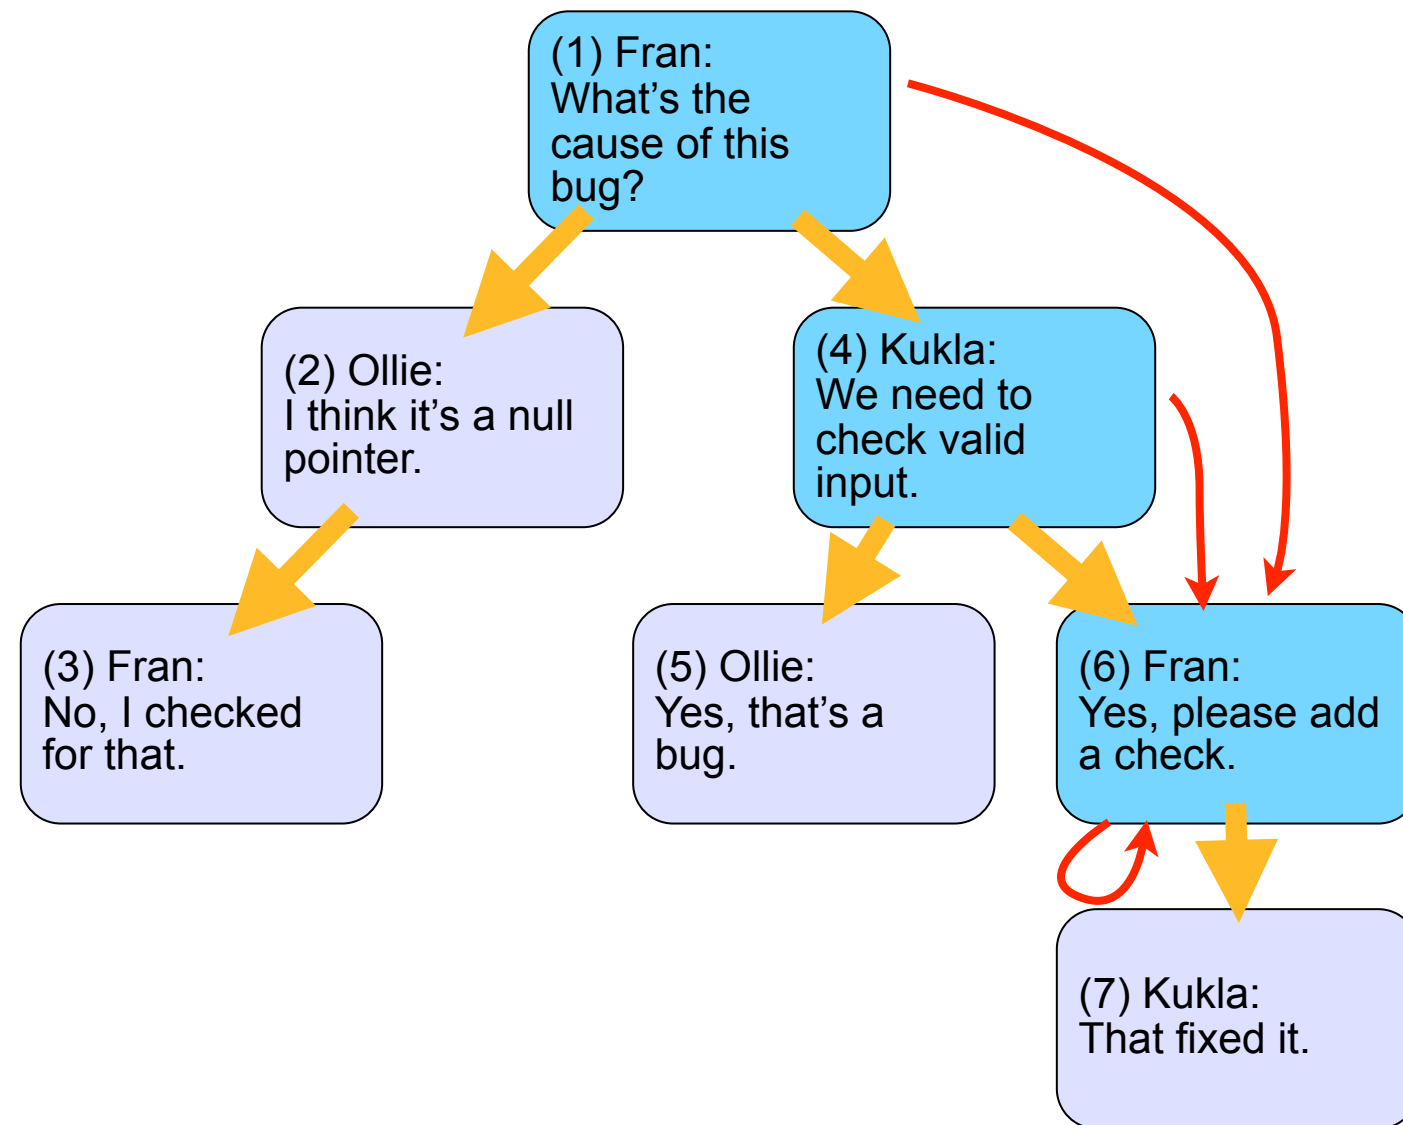 (1) Fran:
What’s the
cause of this
bug?
(2) Ollie:
I think it’s a null
pointer.
(4) Kukla:
We need to
check valid
input.
(3) Fran:
No, I checked
for that.
(5) Ollie:
Yes, that’s a
bug.
(6) Fran:
Yes, please add
a check.
(7) Kukla:
That fixed it.